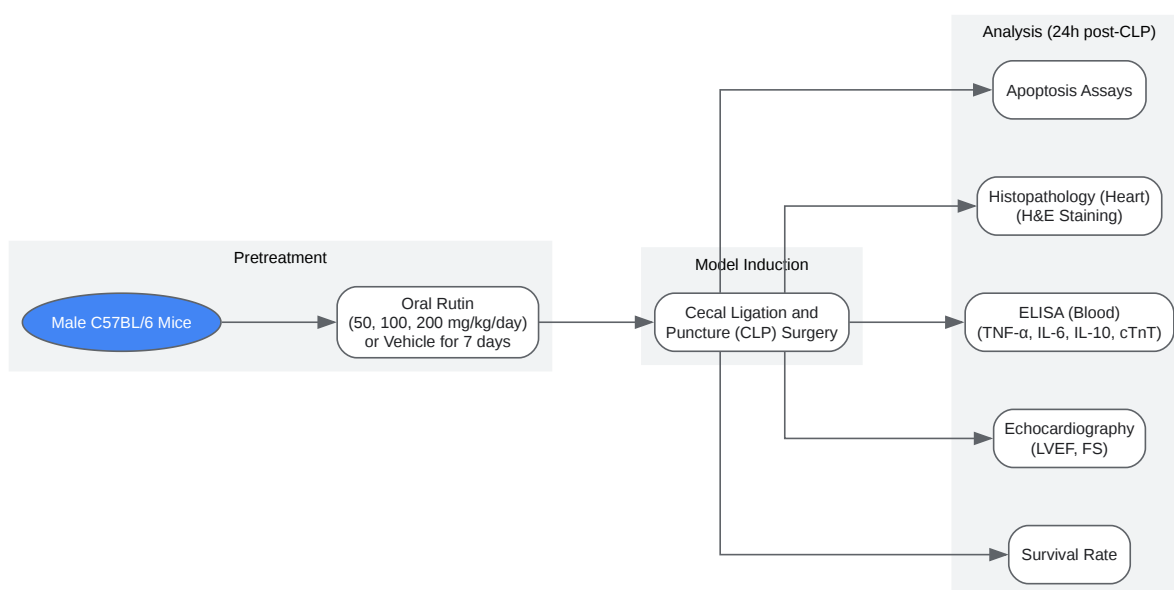 Pretreatment
Male C57BL/6 Mice
Oral Rutin
(50, 100, 200 mg/kg/day)
or Vehicle for 7 days
Model Induction
Cecal Ligation and
Puncture (CLP) Surgery
Analysis (24h post-CLP)
Apoptosis Assays
Histopathology (Heart)
(H&E Staining)
ELISA (Blood)
(TNF-α, IL-6, IL-10, cTnT)
Echocardiography
(LVEF, FS)
Survival Rate